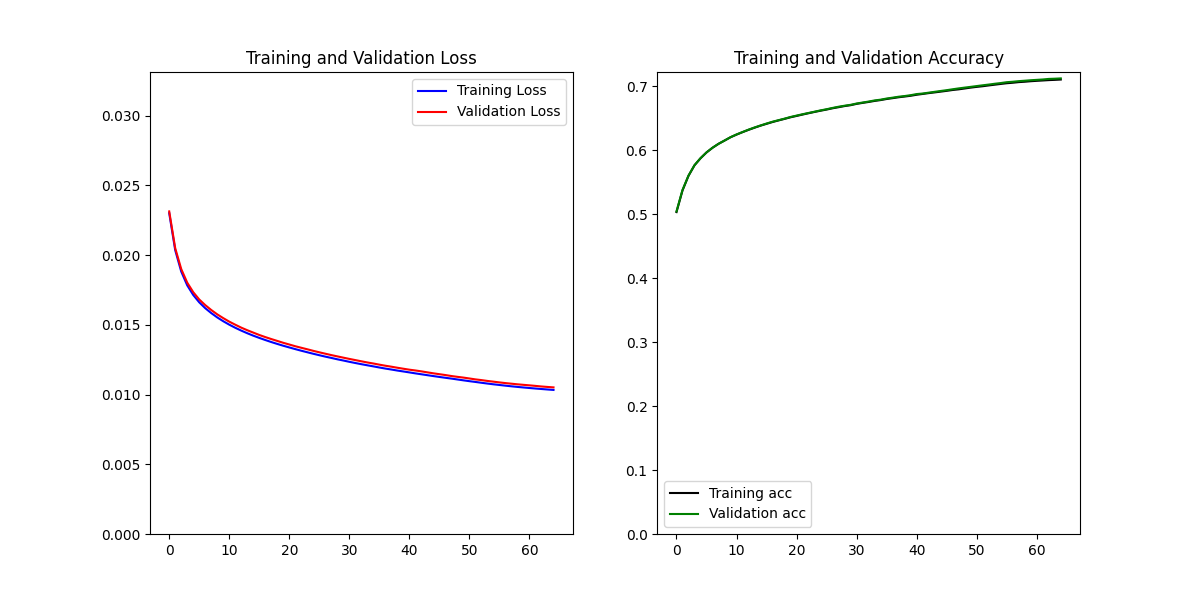 Training and Validation Loss
Training Loss
Validation Loss
0.030
0.025
0.020
0.015
0.010
0.005
0.000
0 10 20 30 40 50 60
Training and Validation Accuracy
0.7
0.6
0.5
0.4
0.3
0.2
0.1
0.0
Training acc
Validation acc
0 10 20 30 40 50 60